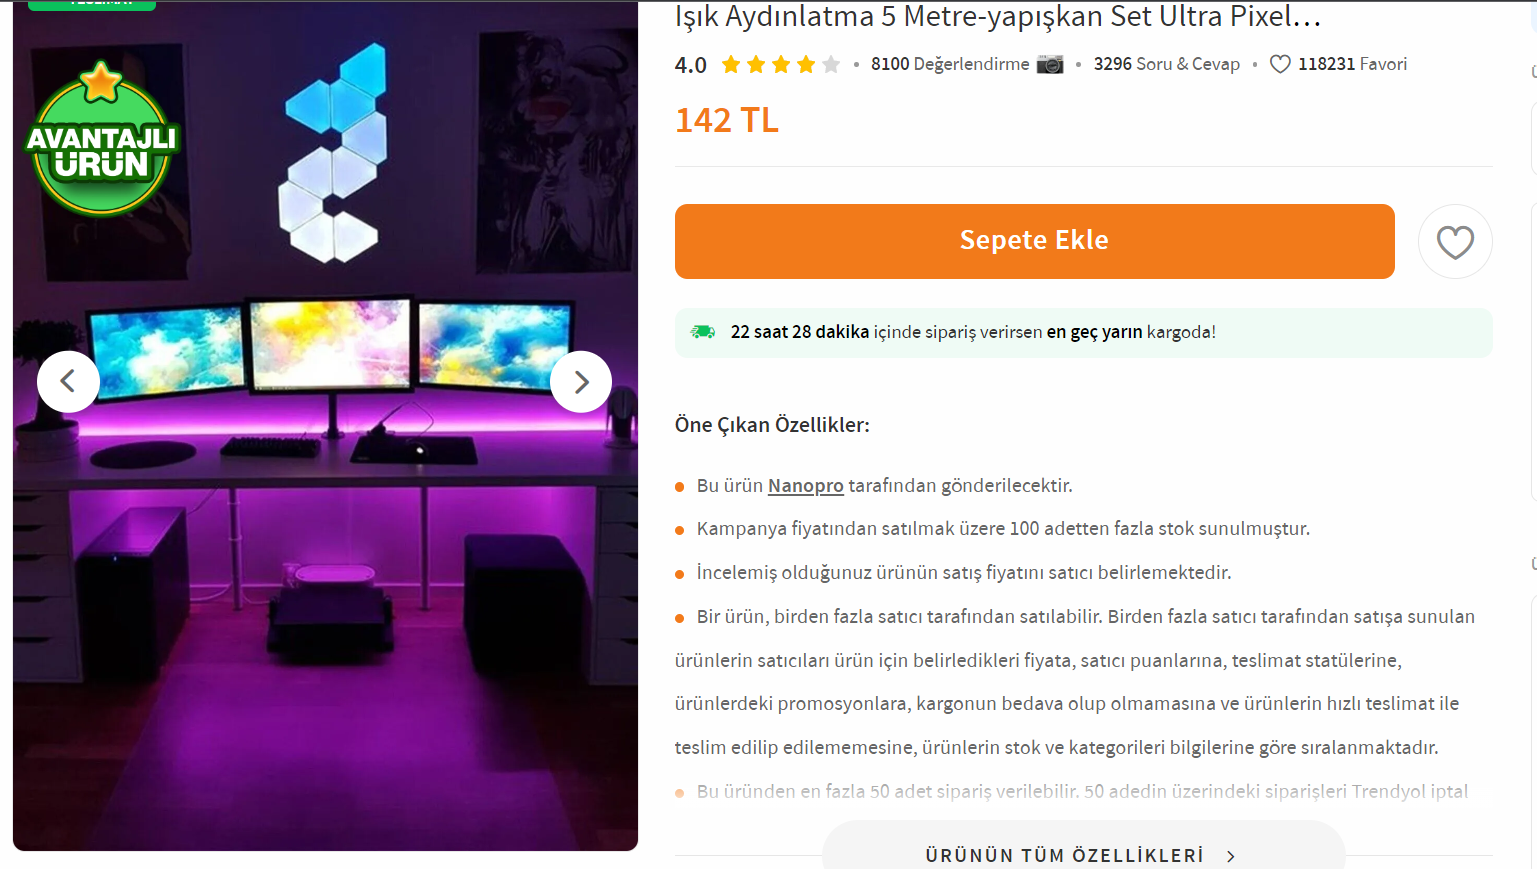 TESLİMAT
AVANTAJLI
ÜRÜN
Işık Aydınlatma 5 Metre-yapışkan Set Ultra Pixel...
4.0 • 8100 Değerlendirme • 3296 Soru & Cevap • 118231 Favori
142 TL
Sepete Ekle
22 saat 28 dakika içinde sipariş verirsen en geç yarın kargoda!
Öne Çıkan Özellikler:
Bu ürün Nanopro tarafından gönderilecektir.
Kampanya fiyatından satılmak üzere 100 adetten fazla stok sunulmuştur.
İncelemiş olduğunuz ürünün satış fiyatını satıcı belirlemektedir.
Bir ürün, birden fazla satıcı tarafından satılabilir. Birden fazla satıcı tarafından satışa sunulan
ürünlerin satıcıları ürün için belirledikleri fiyata, satıcı puanlarına, teslimat statülerine,
ürünlerdeki promosyonlara, kargonun bedava olup olmamasına ve ürünlerin hızlı teslimat ile
teslim edilip edilememesine, ürünlerin stok ve kategorileri bilgilerine göre sıralanmaktadır.
Bu üründen en fazla 50 adet sipariş verilebilir. 50 adedin üzerindeki siparişleri Trendyol iptal
ÜRÜNÜN TÜM ÖZELLİKLERİ